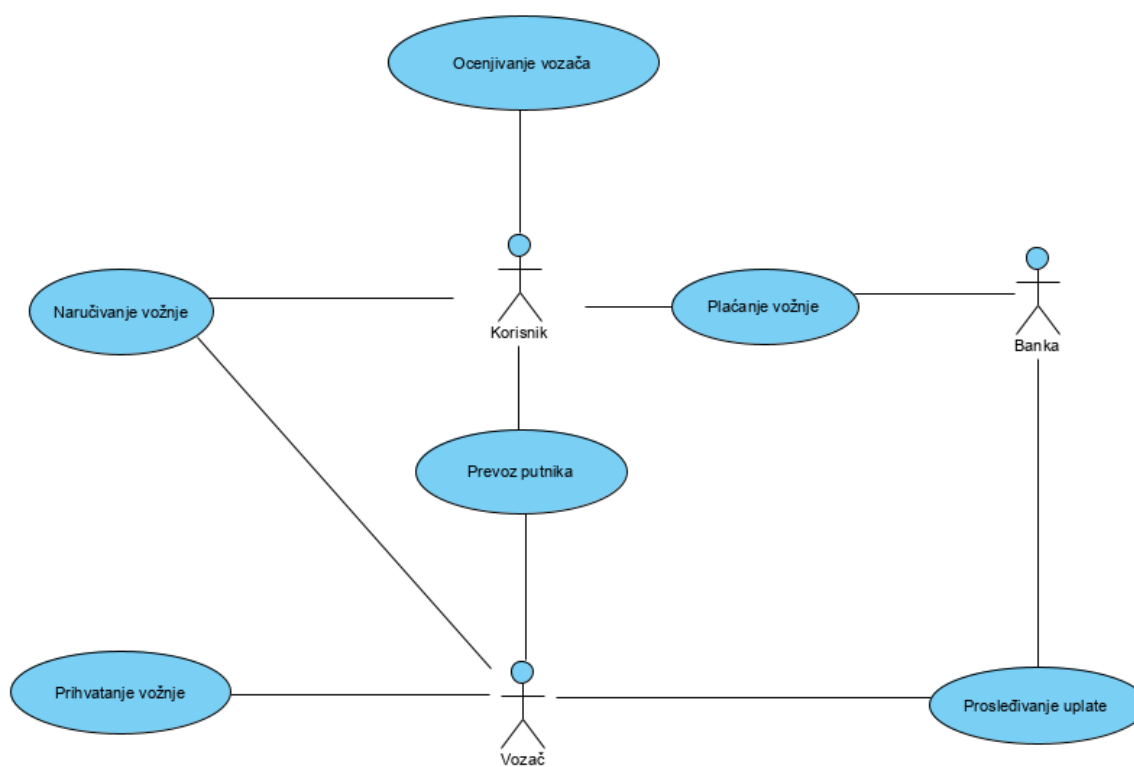 Ocenjivanje vozača
Naručivanje vožnje
Korisnik
Plaćanje vožnje
Banka
Prevoz putnika
Prihvatanje vožnje
Vozač
Prosleđivanje uplate